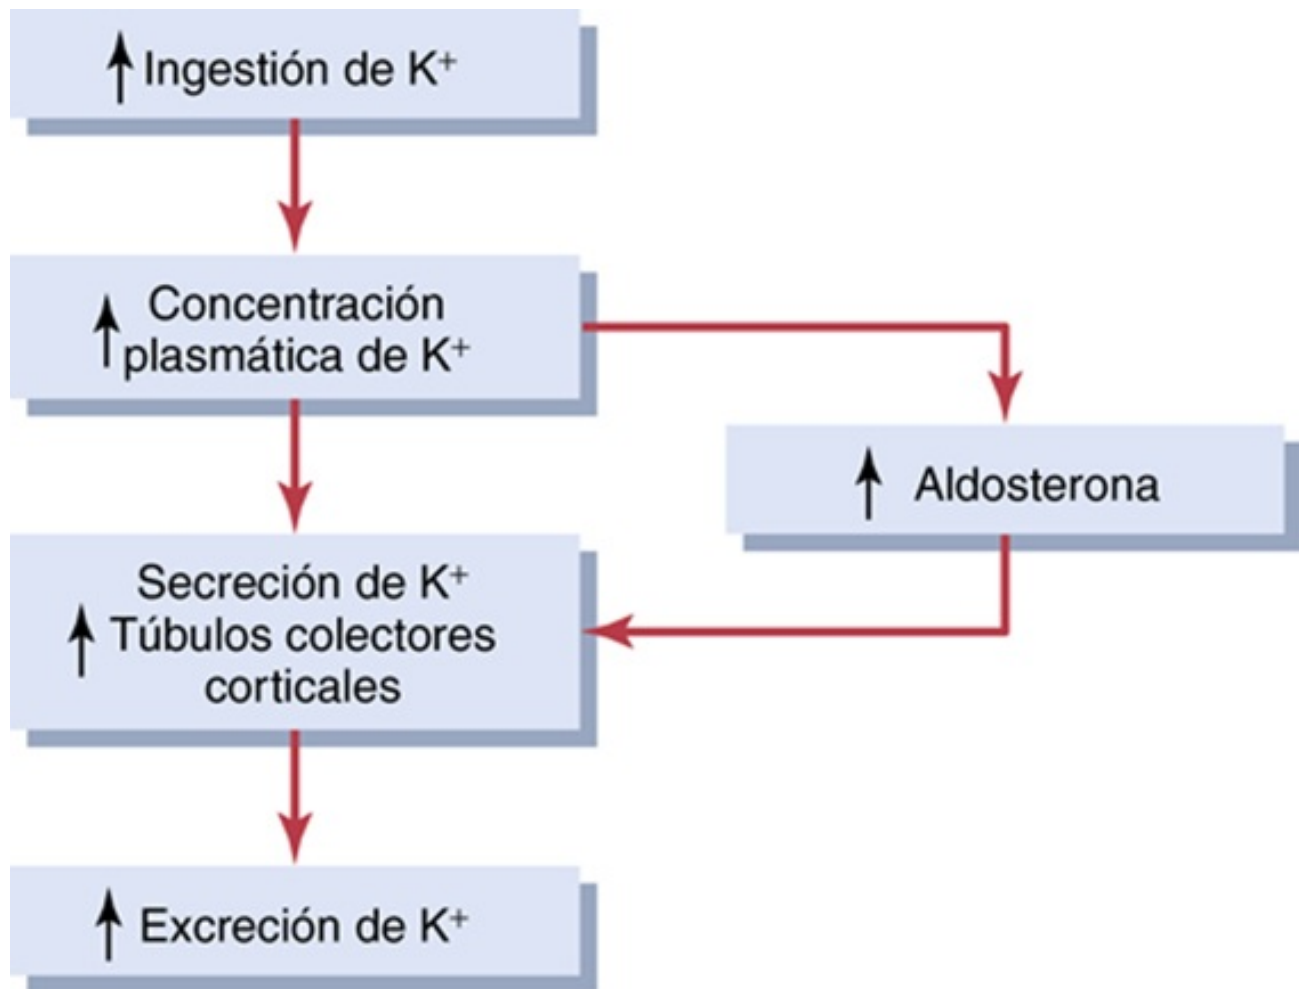 ↑ Ingestión de K⁺
Concentración
↑ plasmática de K⁺
↑ Aldosterona
Secreción de K⁺
↑ Túbulos colectores
corticales
↑ Excreción de K⁺